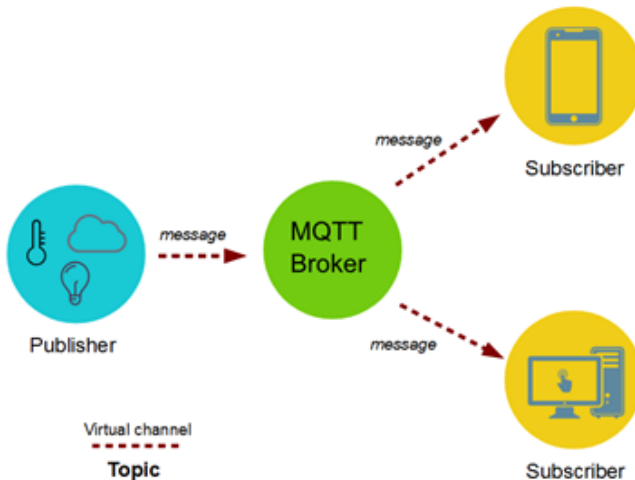 Subscriber
message
message
MQTT
Broker
Publisher
message
Virtual channel
Topic
Subscriber